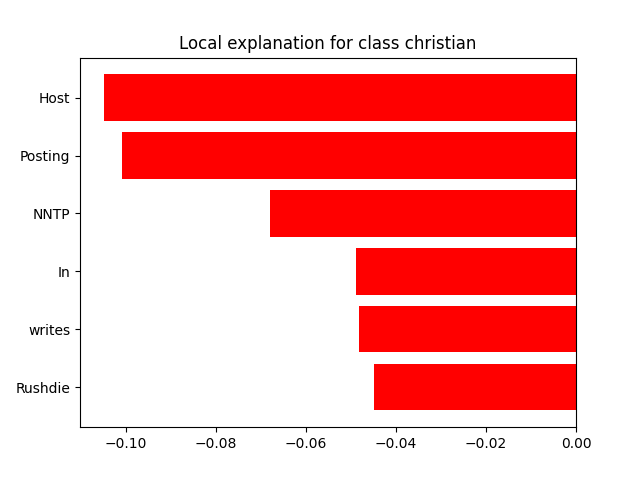 Local explanation for class christian
Host
Posting
NNTP
In
writes
Rushdie
−0.10 −0.08 −0.06 −0.04 −0.02 0.00